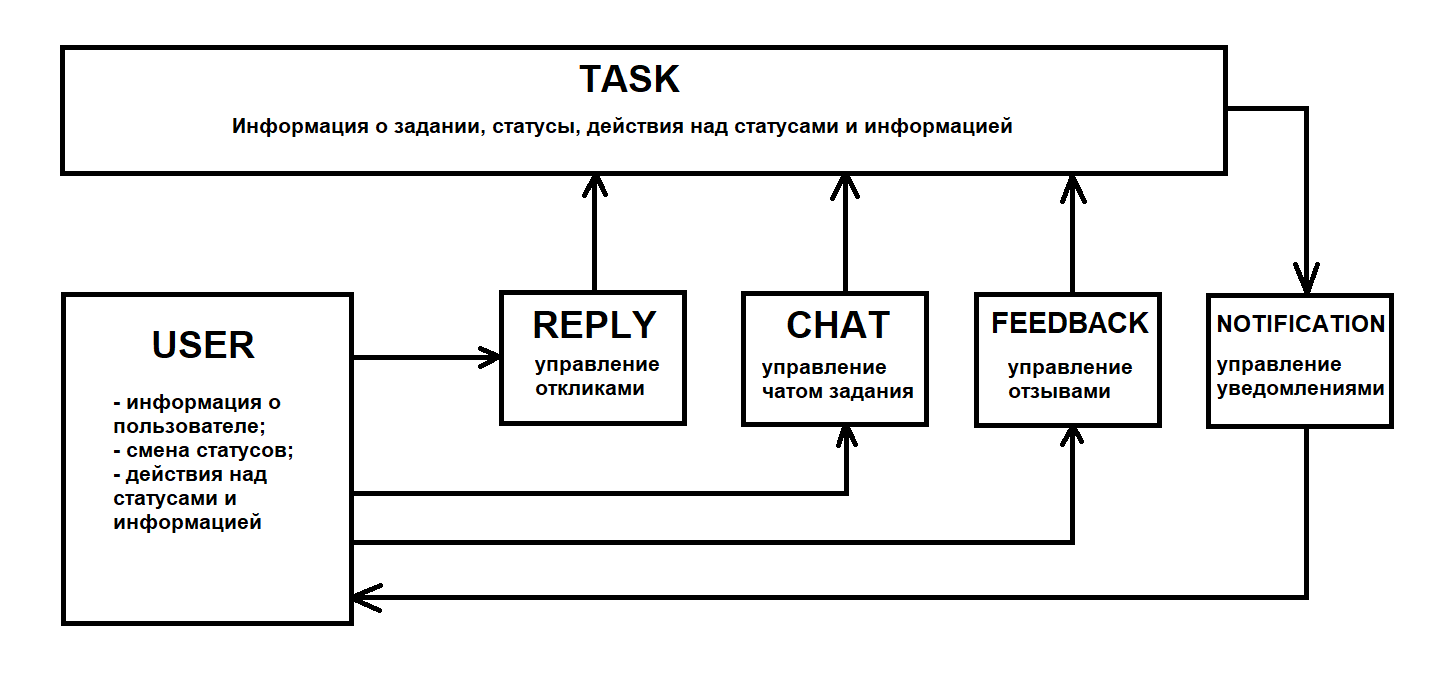 TASK
Информация о задании, статусы, действия над статусами и информацией
USER
- информация о
пользователе;
- смена статусов;
- действия над
статусами и
информацией
REPLY
управление
откликами
CHAT
управление
чатом задания
FEEDBACK
управление
отзывами
NOTIFICATION
управление
уведомлениями